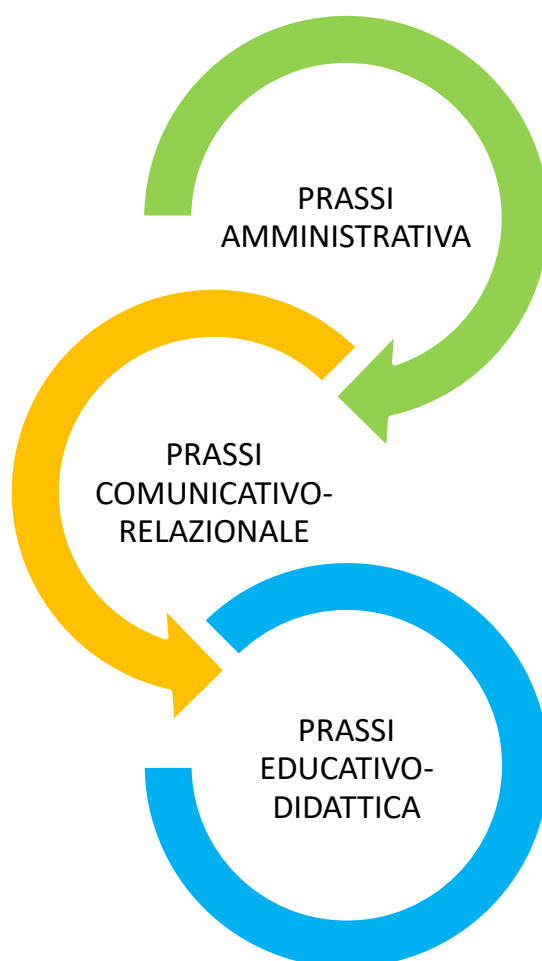 PRASSI
AMMINISTRATIVA
PRASSI
COMUNICATIVO-
RELAZIONALE
PRASSI
EDUCATIVO-
DIDATTICA